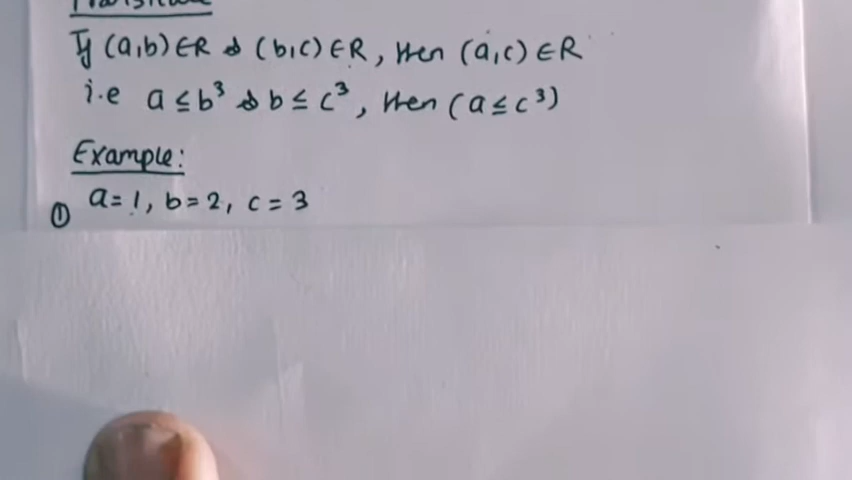 If (a,b) ∈ R & (b,c) ∈ R, then (a,c) ∈ R
i.e a ≤ b³ & b ≤ c³, then (a ≤ c³)
Example:
① a = 1, b = 2, c = 3